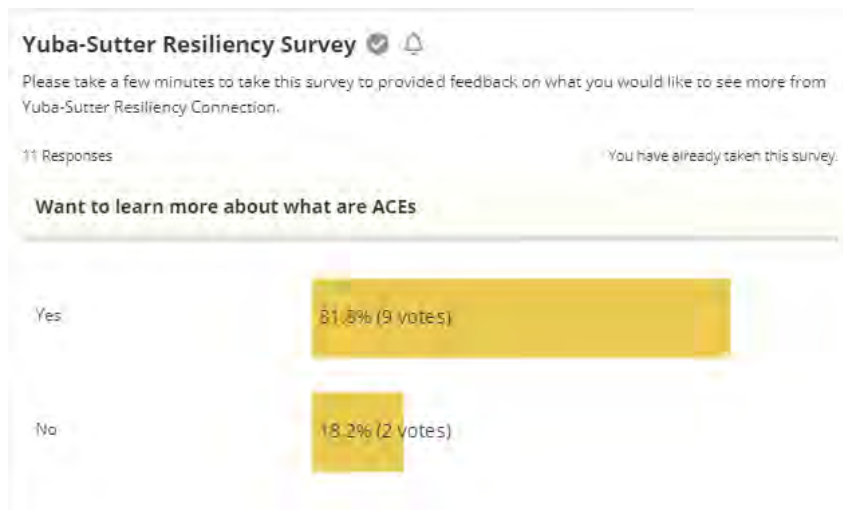 Yuba-Sutter Resiliency Survey
Please take a few minutes to take this survey to provided feedback on what you would like to see more from
Yuba-Sutter Resiliency Connection.
11 Responses You have already taken this survey.
Want to learn more about what are ACEs
Yes 81.8% (9 votes)
No 18.2% (2 votes)